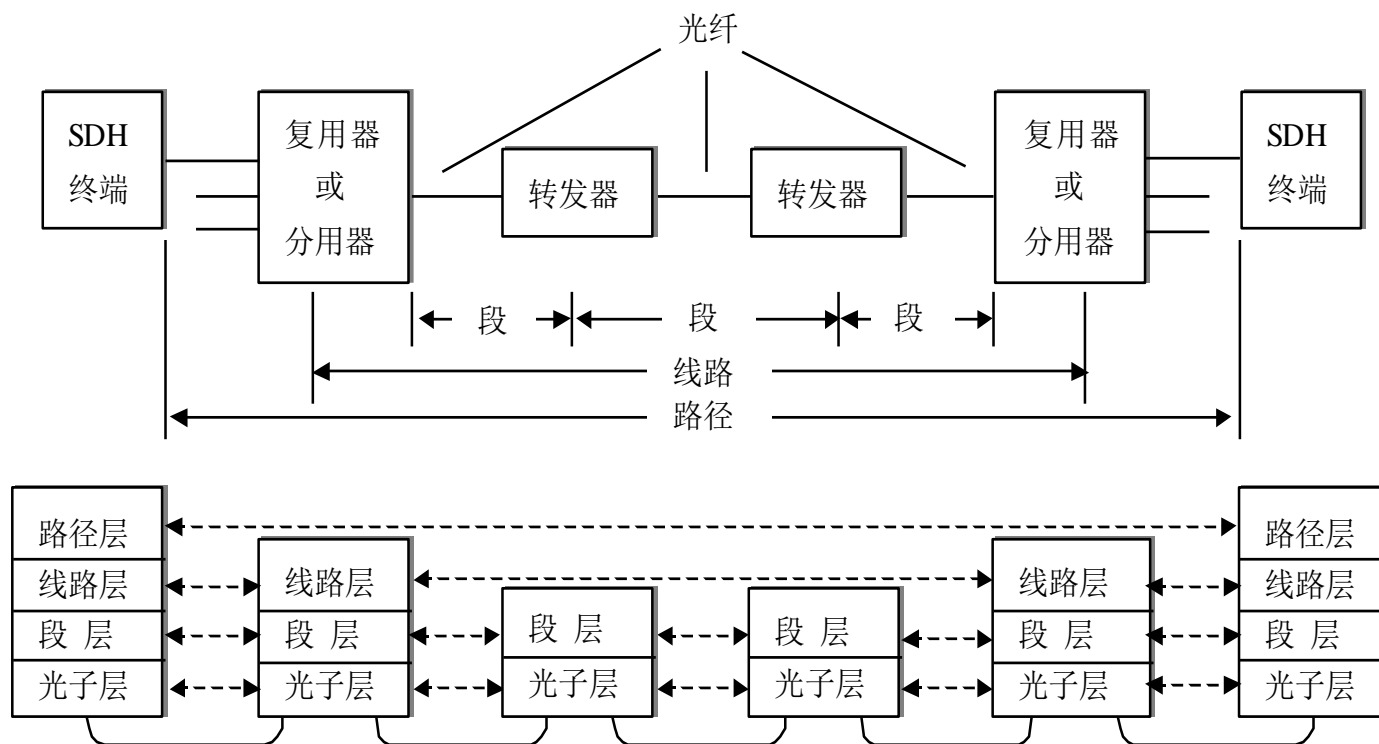 光纤
SDH
终端
复用器
或
分用器
转发器
转发器
复用器
或
分用器
SDH
终端
段
段
段
线路
路径
路径层
线路层
段 层
光子层
线路层
段 层
光子层
段 层
光子层
段 层
光子层
线路层
段 层
光子层
路径层
线路层
段 层
光子层